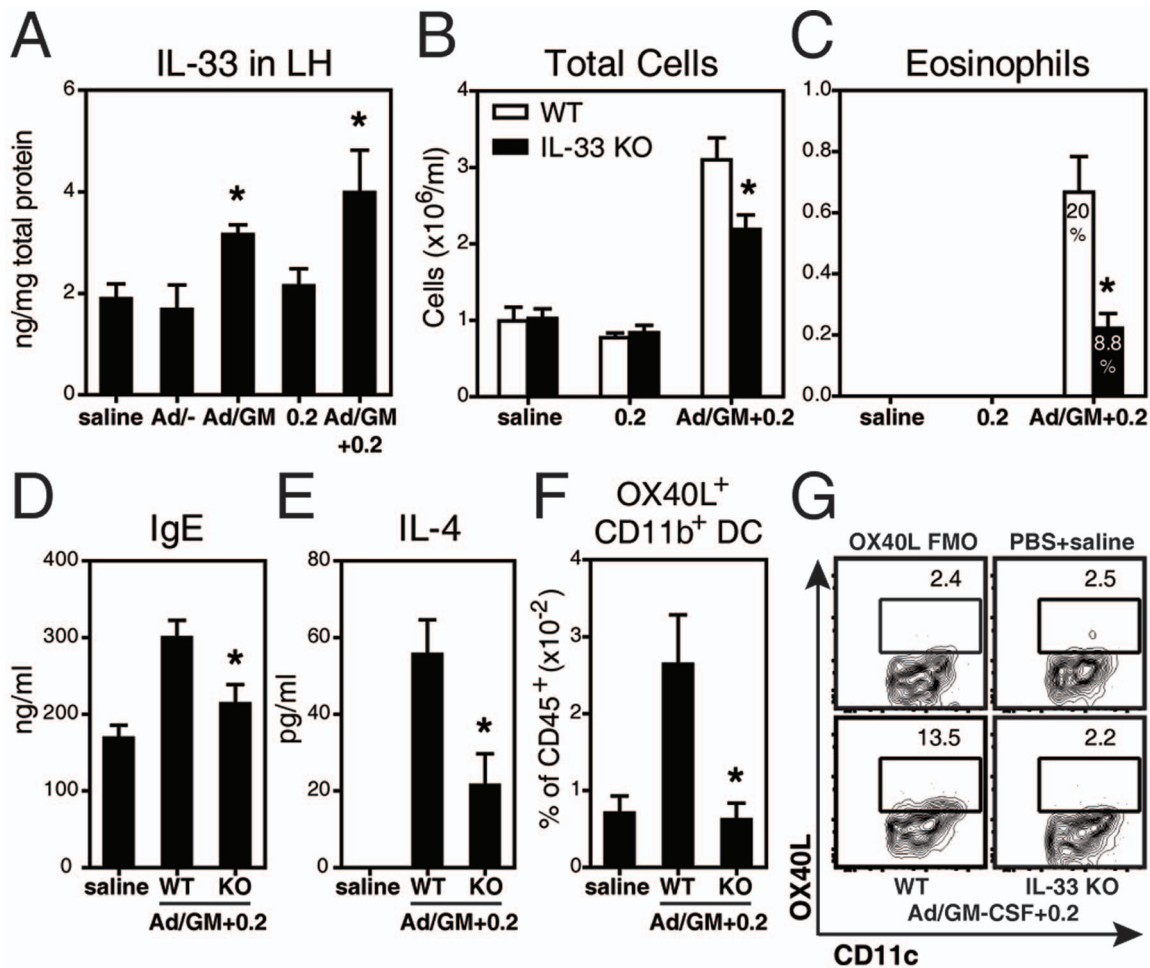 A
IL-33 in LH
ng/mg total protein
6
4
2
0
*
*
saline Ad/- Ad/GM 0.2 Ad/GM
+0.2
B
Total Cells
Cells (x10⁶/ml)
4
3
2
1
0
WT
IL-33 KO
*
saline 0.2 Ad/GM+0.2
C
Eosinophils
1.0
0.8
0.6
0.4
0.2
0.0
20
%
*
8.8
%
saline 0.2 Ad/GM+0.2
D
IgE
ng/ml
400
300
200
100
0
*
saline WT KO
Ad/GM+0.2
E
IL-4
pg/ml
80
60
40
20
0
*
saline WT KO
Ad/GM+0.2
F
OX40L⁺
CD11b⁺ DC
% of CD45⁺ (x10⁻²)
4
3
2
1
0
*
saline WT KO
Ad/GM+0.2
G
OX40L FMO PBS+saline
2.4 2.5
13.5 2.2
WT IL-33 KO
Ad/GM-CSF+0.2
OX40L
CD11c